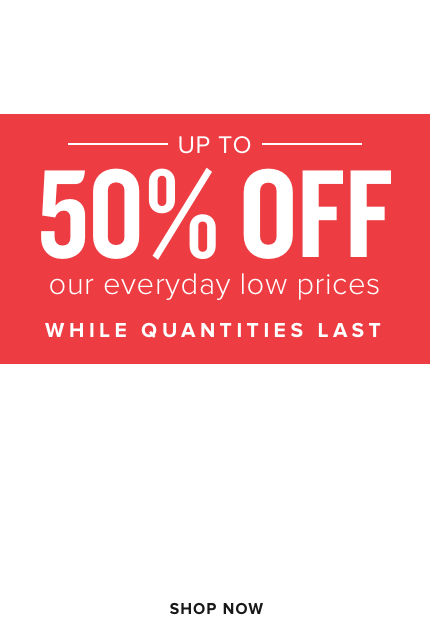 UP TO
50% OFF
our everyday low prices
WHILE QUANTITIES LAST
SHOP NOW